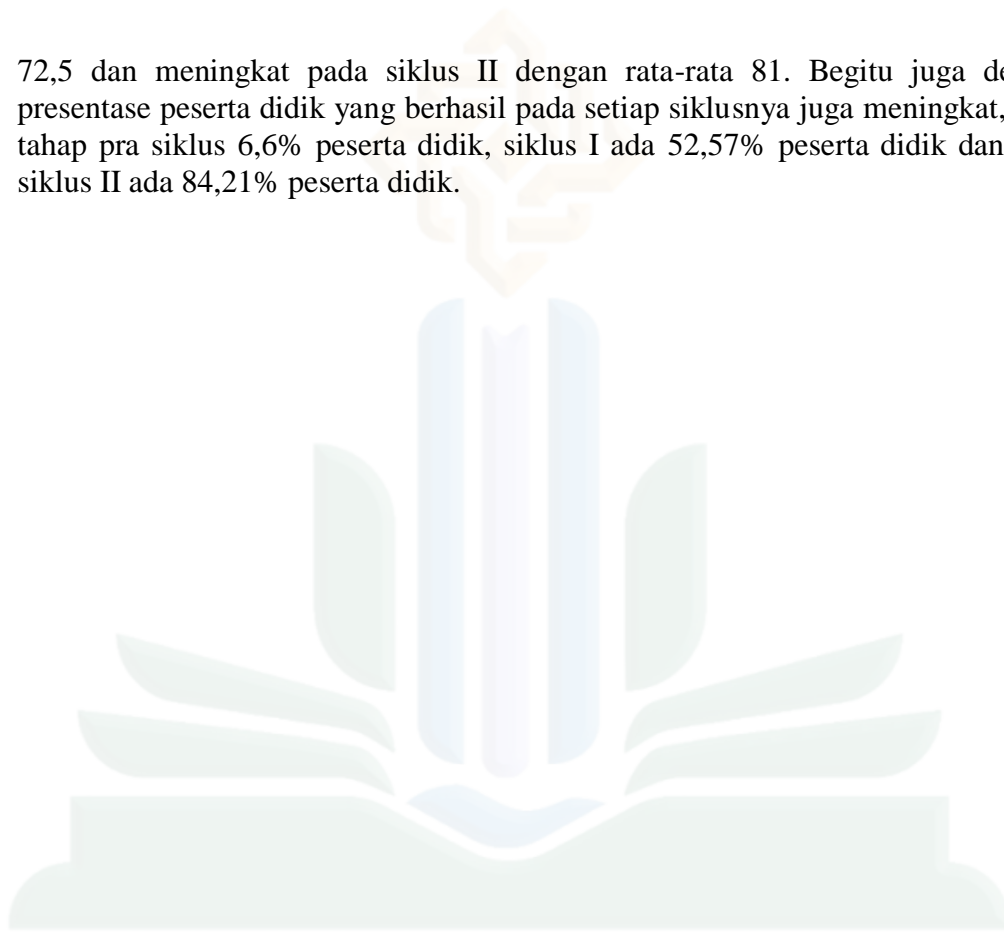 72,5 dan meningkat pada siklus II dengan rata-rata 81. Begitu juga
presentase peserta didik yang berhasil pada setiap siklusnya juga meningkat,
tahap pra siklus 6,6% peserta didik, siklus I ada 52,57% peserta didik dan
siklus II ada 84,21% peserta didik.